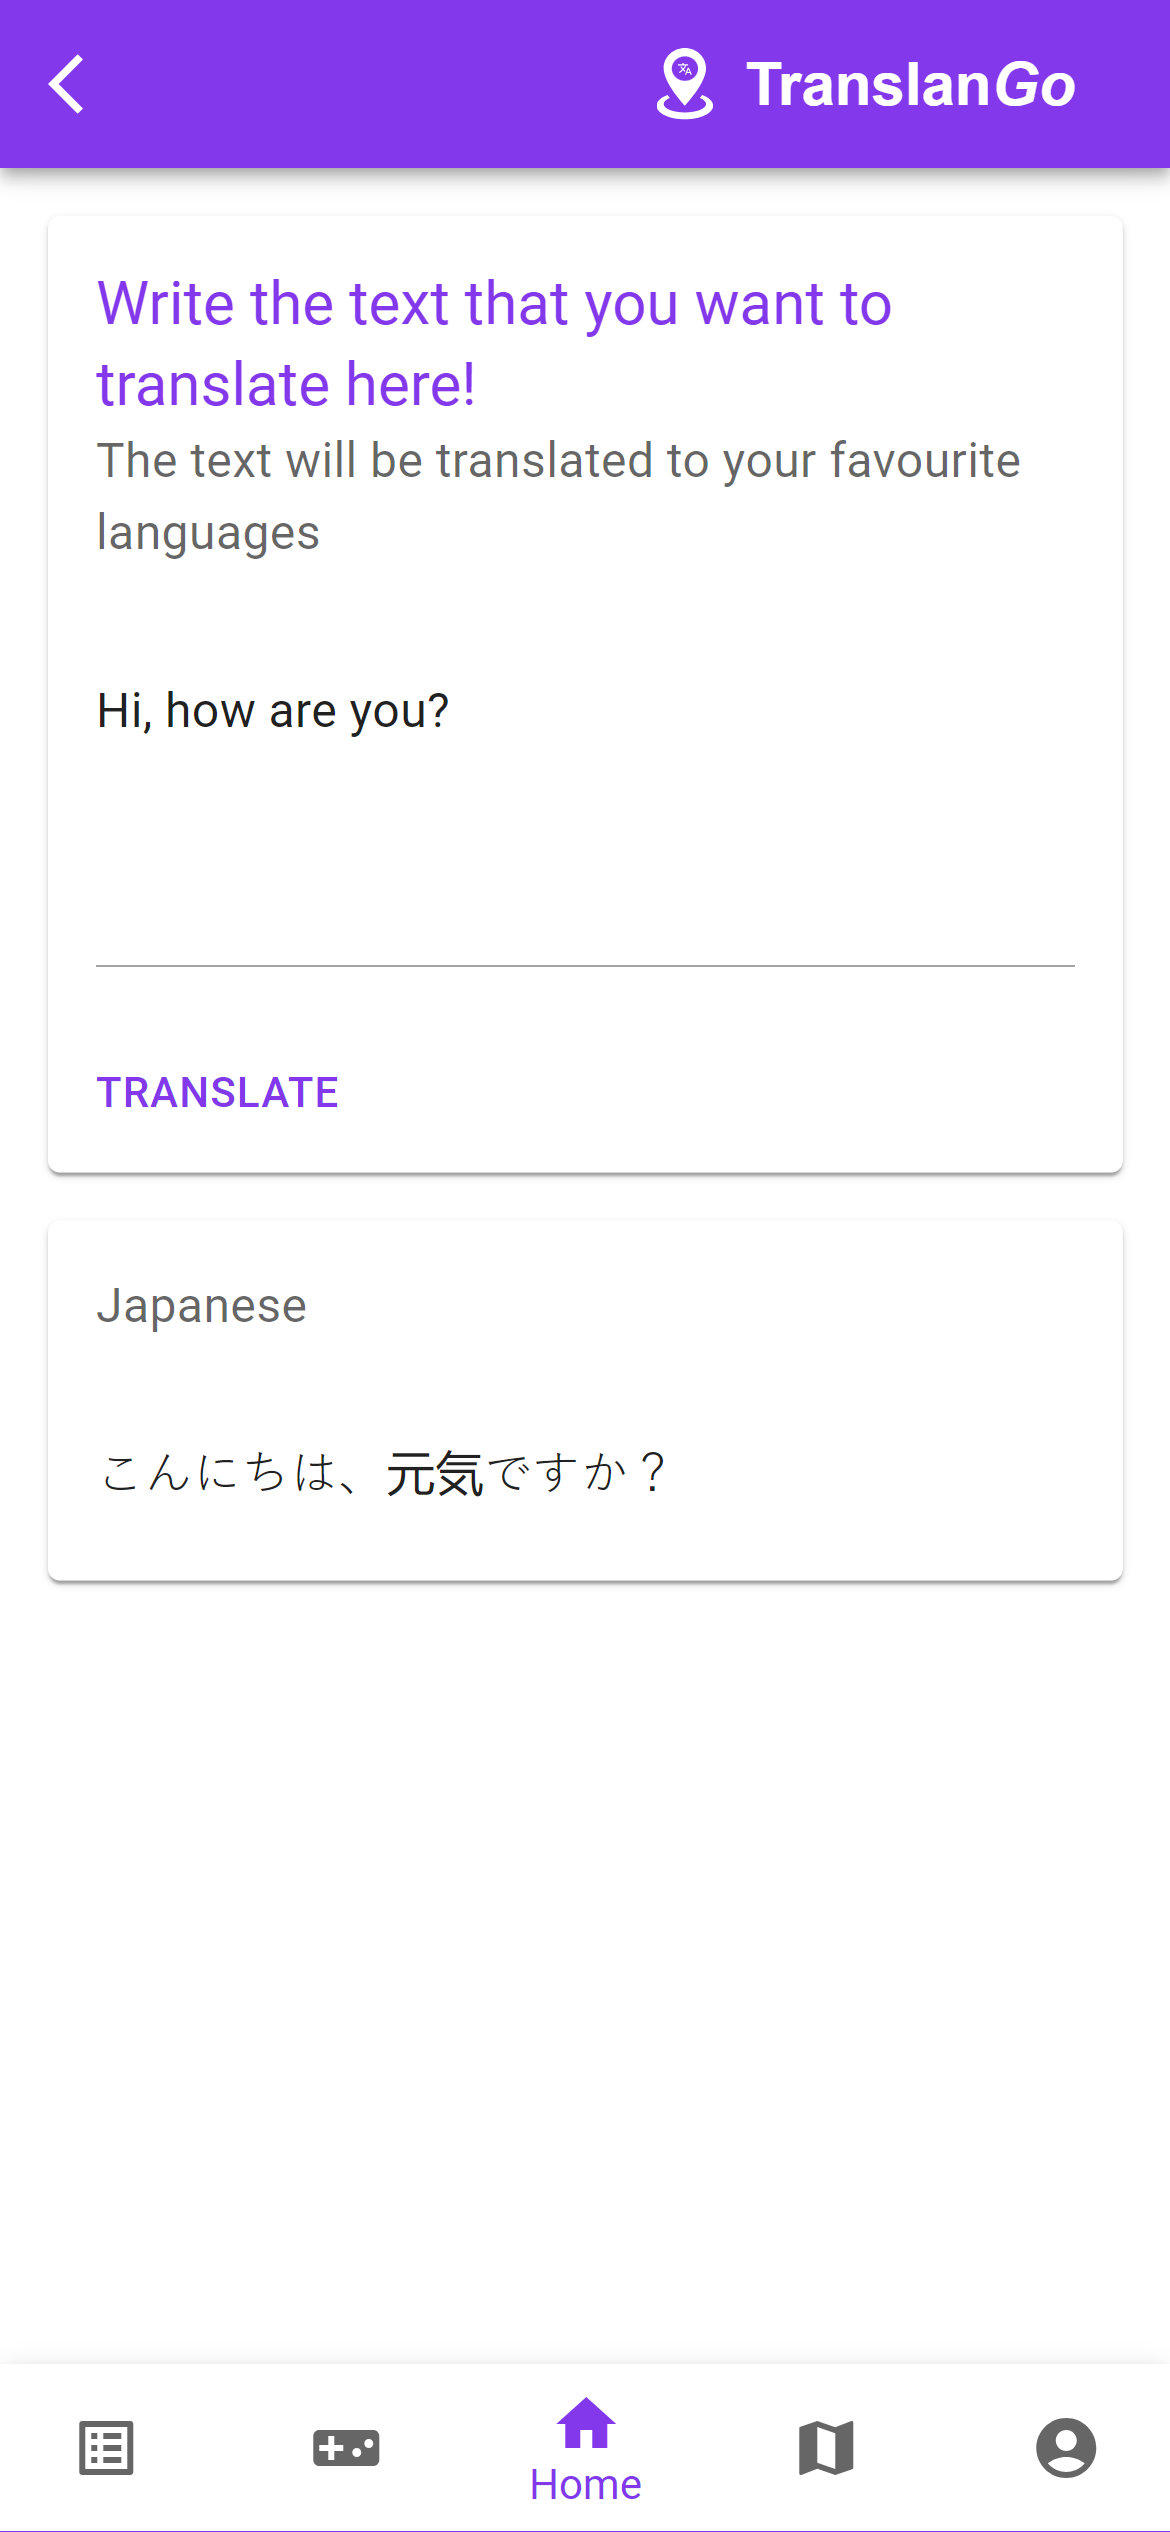 TranslanGo
Write the text that you want to
translate here!
The text will be translated to your favourite
languages
Hi, how are you?
TRANSLATE
Japanese
こんにちは、元気ですか？
Home